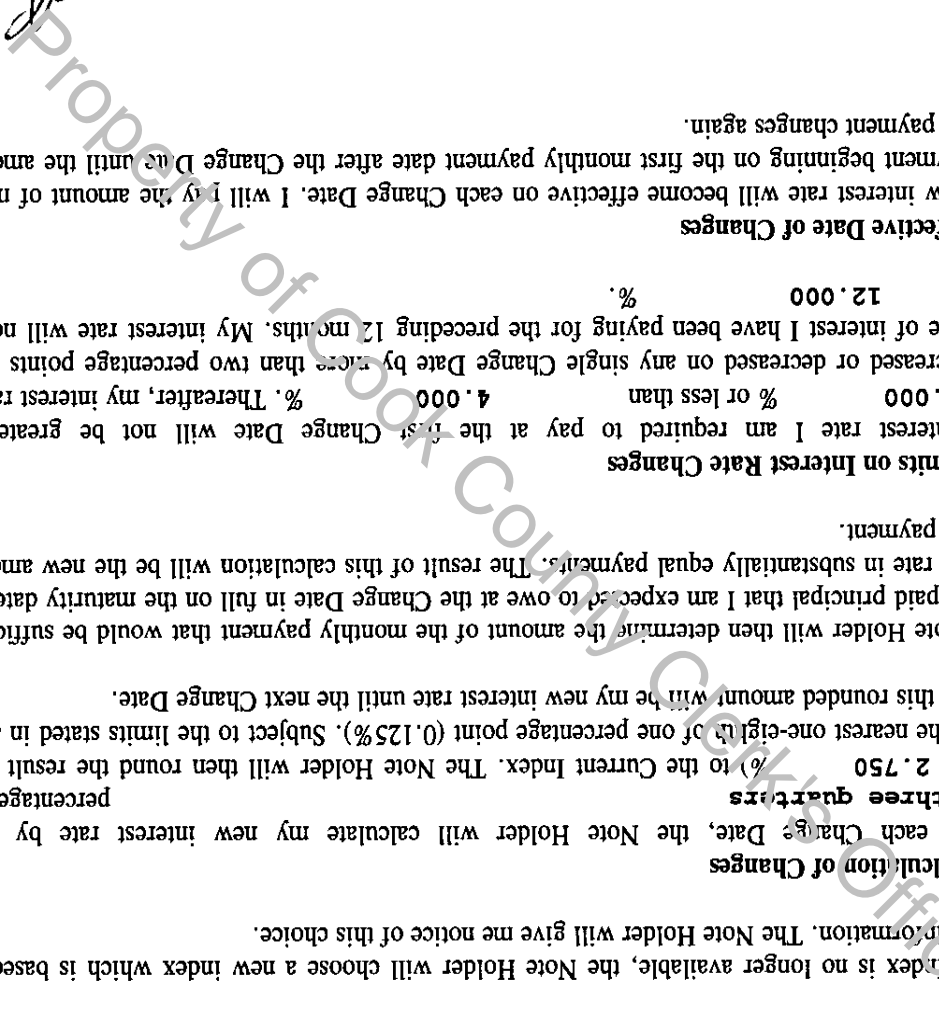 Index is no longer available, the Note Holder will choose a new index which is based
information. The Note Holder will give me notice of this choice.
lculation of Changes
each Change Date, the Note Holder will calculate my new interest rate by
three quarters percentage
2.750 %) to the Current Index. The Note Holder will then round the result
he nearest one-eighth of one percentage point (0.125%). Subject to the limits stated in
this rounded amount will be my new interest rate until the next Change Date.
ote Holder will then determine the amount of the monthly payment that would be suffic
paid principal that I am expected to owe at the Change Date in full on the maturity date
rate in substantially equal payments. The result of this calculation will be the new amo
payment.
mits on Interest Rate Changes
terest rate I am required to pay at the first Change Date will not be greater
.000 % or less than 4.000 %. Thereafter, my interest ra
creased or decreased on any single Change Date by more than two percentage points
e of interest I have been paying for the preceding 12 months. My interest rate will ne
12.000 %.
fective Date of Changes
w interest rate will become effective on each Change Date. I will pay the amount of n
yment beginning on the first monthly payment date after the Change Date until the amo
payment changes again.
Property of Cook County Clerk's Offic